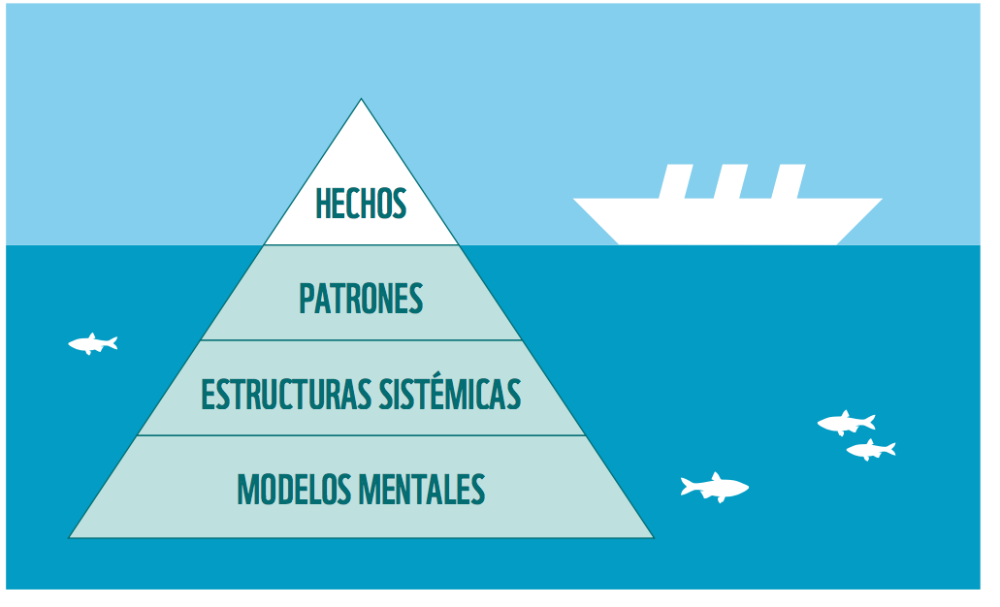 HECHOS
PATRONES
ESTRUCTURAS SISTÉMICAS
MODELOS MENTALES